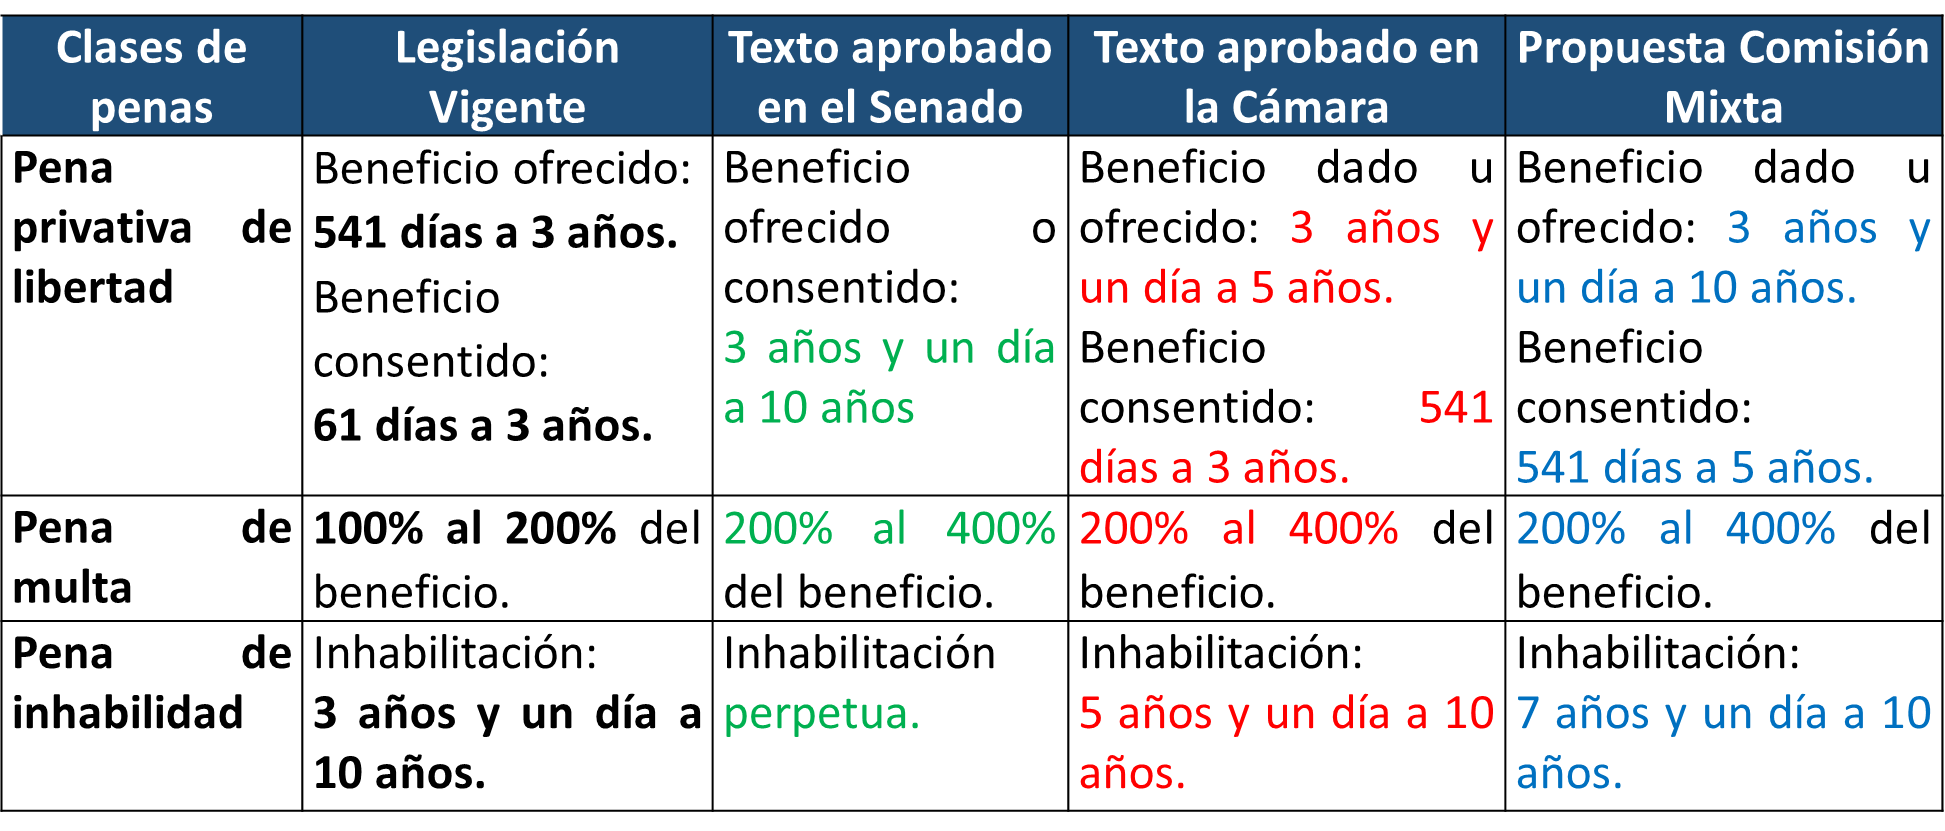 Clases de
penas
Legislación
Vigente
Texto aprobado
en el Senado
Texto aprobado en
la Cámara
Propuesta Comisión
Mixta
Pena
privativa de
libertad
Beneficio ofrecido:
541 días a 3 años.
Beneficio
consentido:
61 días a 3 años.
Beneficio
ofrecido o
consentido:
3 años y un día
a 10 años
Beneficio dado u
ofrecido: 3 años y
un día a 5 años.
Beneficio
consentido: 541
días a 3 años.
Beneficio dado u
ofrecido: 3 años y
un día a 10 años.
Beneficio
consentido:
541 días a 5 años.
Pena de
multa
100% al 200% del
beneficio.
200% al 400%
del beneficio.
200% al 400% del
beneficio.
200% al 400% del
beneficio.
Pena de
inhabilidad
Inhabilitación:
3 años y un día a
10 años.
Inhabilitación
perpetua.
Inhabilitación:
5 años y un día a 10
años.
Inhabilitación:
7 años y un día a 10
años.